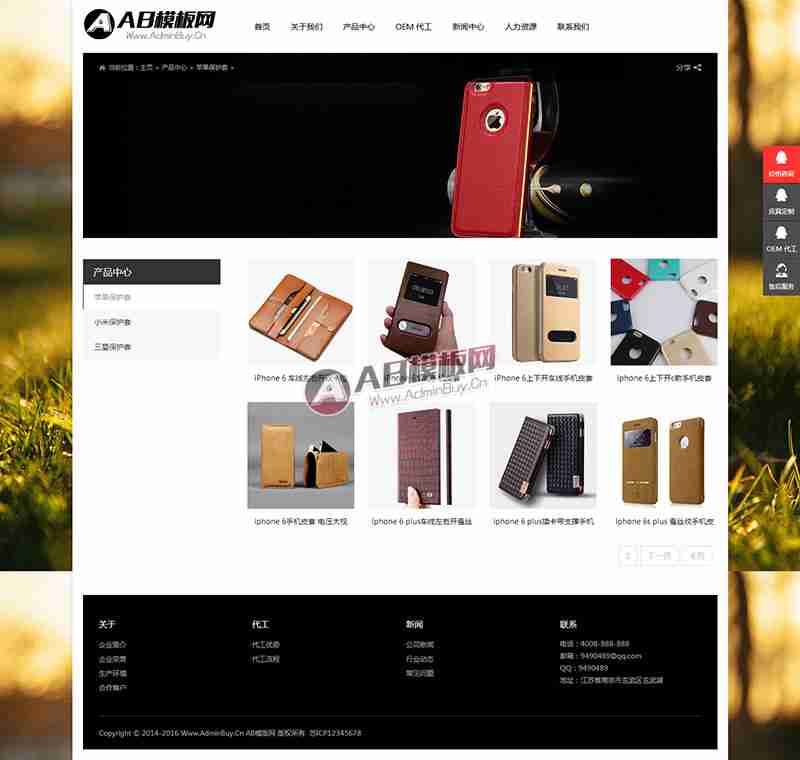 AB模板网
Www.AdminBuy.Cn
首页 关于我们 产品中心 OEM 代工 新闻中心 人力资源 联系我们
当前位置：主页 > 产品中心 > 苹果保护套 >
分享
在线咨询
皮具定制
OEM 代工
售后服务
产品中心
苹果保护套
小米保护套
三星保护套
iPhone 6 车线左右开
iPhone 6
iPhone 6上下开车线手机皮套
iphone 6上下开c款手机皮套
AB模板网
Www.AdminBuy.Cn
iphone 6手机皮套 电压大视
iphone 6 plus车线左右开蚕丝
iphone 6 plus插卡带支撑手机
iphone 6s plus 蚕丝纹手机皮
下一页 末页
关于 代工 新闻 联系
企业简介 代工优势 公司新闻 电话：4008-888-888
企业荣誉 代工流程 行业动态 邮箱：9490489@qq.com
生产环境 常见问题 QQ：9490489
合作客户 地址：江苏省南京市玄武区玄武湖
Copyright © 2014-2016 Www.AdminBuy.Cn AB模板网 版权所有 苏ICP12345678